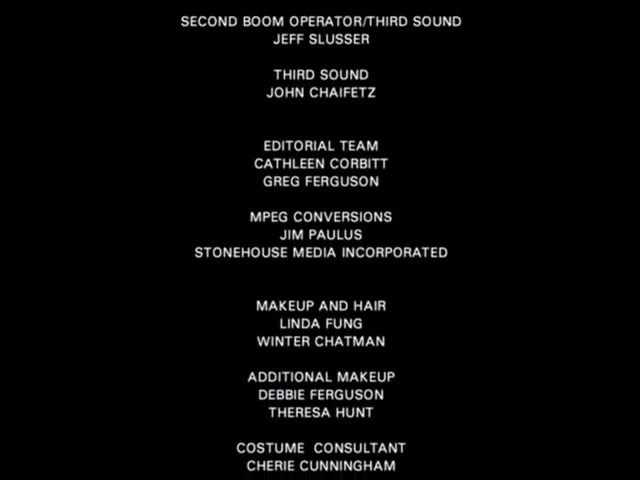 SECOND BOOM OPERATOR/THIRD SOUND
JEFF SLUSSER
THIRD SOUND
JOHN CHAIFETZ
EDITORIAL TEAM
CATHLEEN CORBITT
GREG FERGUSON
MPEG CONVERSIONS
JIM PAULUS
STONEHOUSE MEDIA INCORPORATED
MAKEUP AND HAIR
LINDA FUNG
WINTER CHATMAN
ADDITIONAL MAKEUP
DEBBIE FERGUSON
THERESA HUNT
COSTUME CONSULTANT
CHERIE CUNNINGHAM